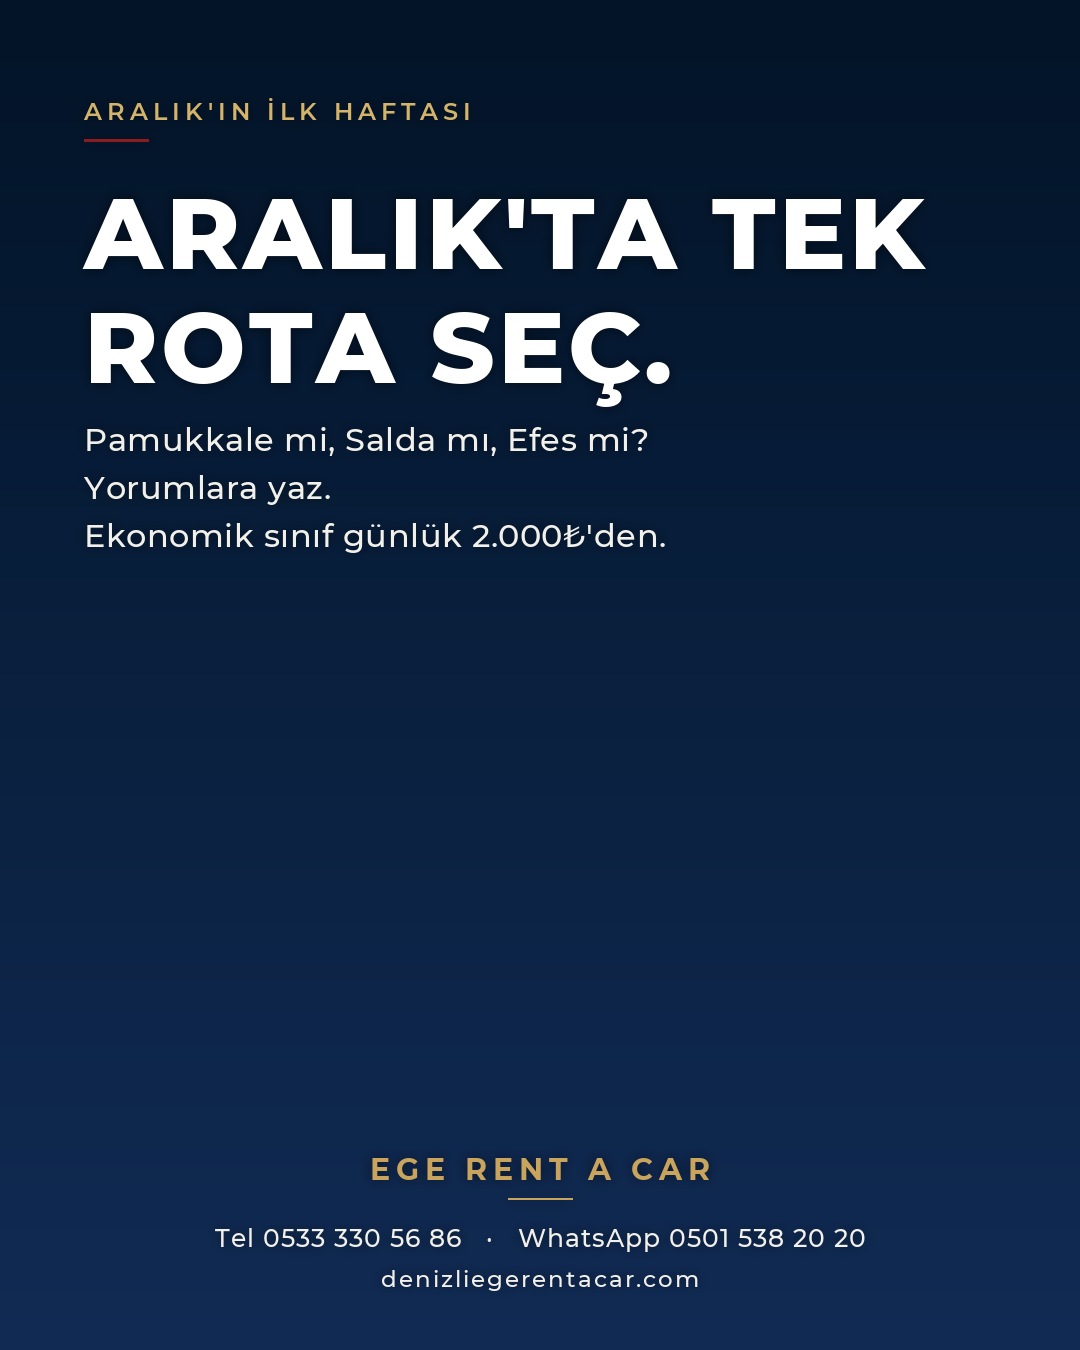 ARALIK'IN İLK HAFTASI
ARALIK'TA TEK
ROTA SEÇ.
Pamukkale mi, Salda mı, Efes mi?
Yorumlara yaz.
Ekonomik sınıf günlük 2.000₺'den.
EGE RENT A CAR
Tel 0533 330 56 86 · WhatsApp 0501 538 20 20
denizliegerentacar.com